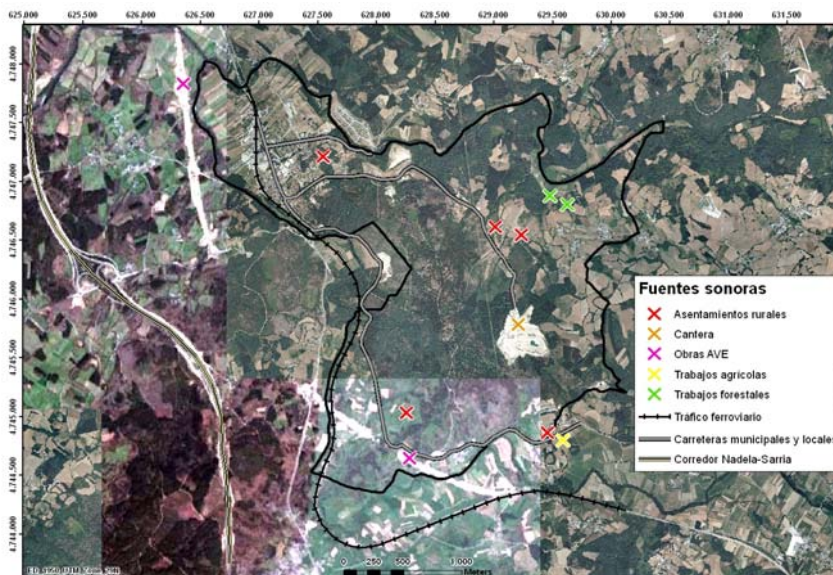 625.000 625.500 626.000 626.500 627.000 627.500 628.000 628.500 629.000 629.500 630.000 630.500 631.000 631.500
4.748.000
4.747.500
4.747.000
4.746.500
4.746.000
4.745.500
4.745.000
4.744.500
4.744.000
Fuentes sonoras
Asentamientos rurales
Cantera
Obras AVE
Trabajos agrícolas
Trabajos forestales
Tráfico ferroviario
Carreteras municipales y locales
Corredor Nadela-Sarria
0 250 500 1.000
Meters
ED_1950_UTM_Zone_29N